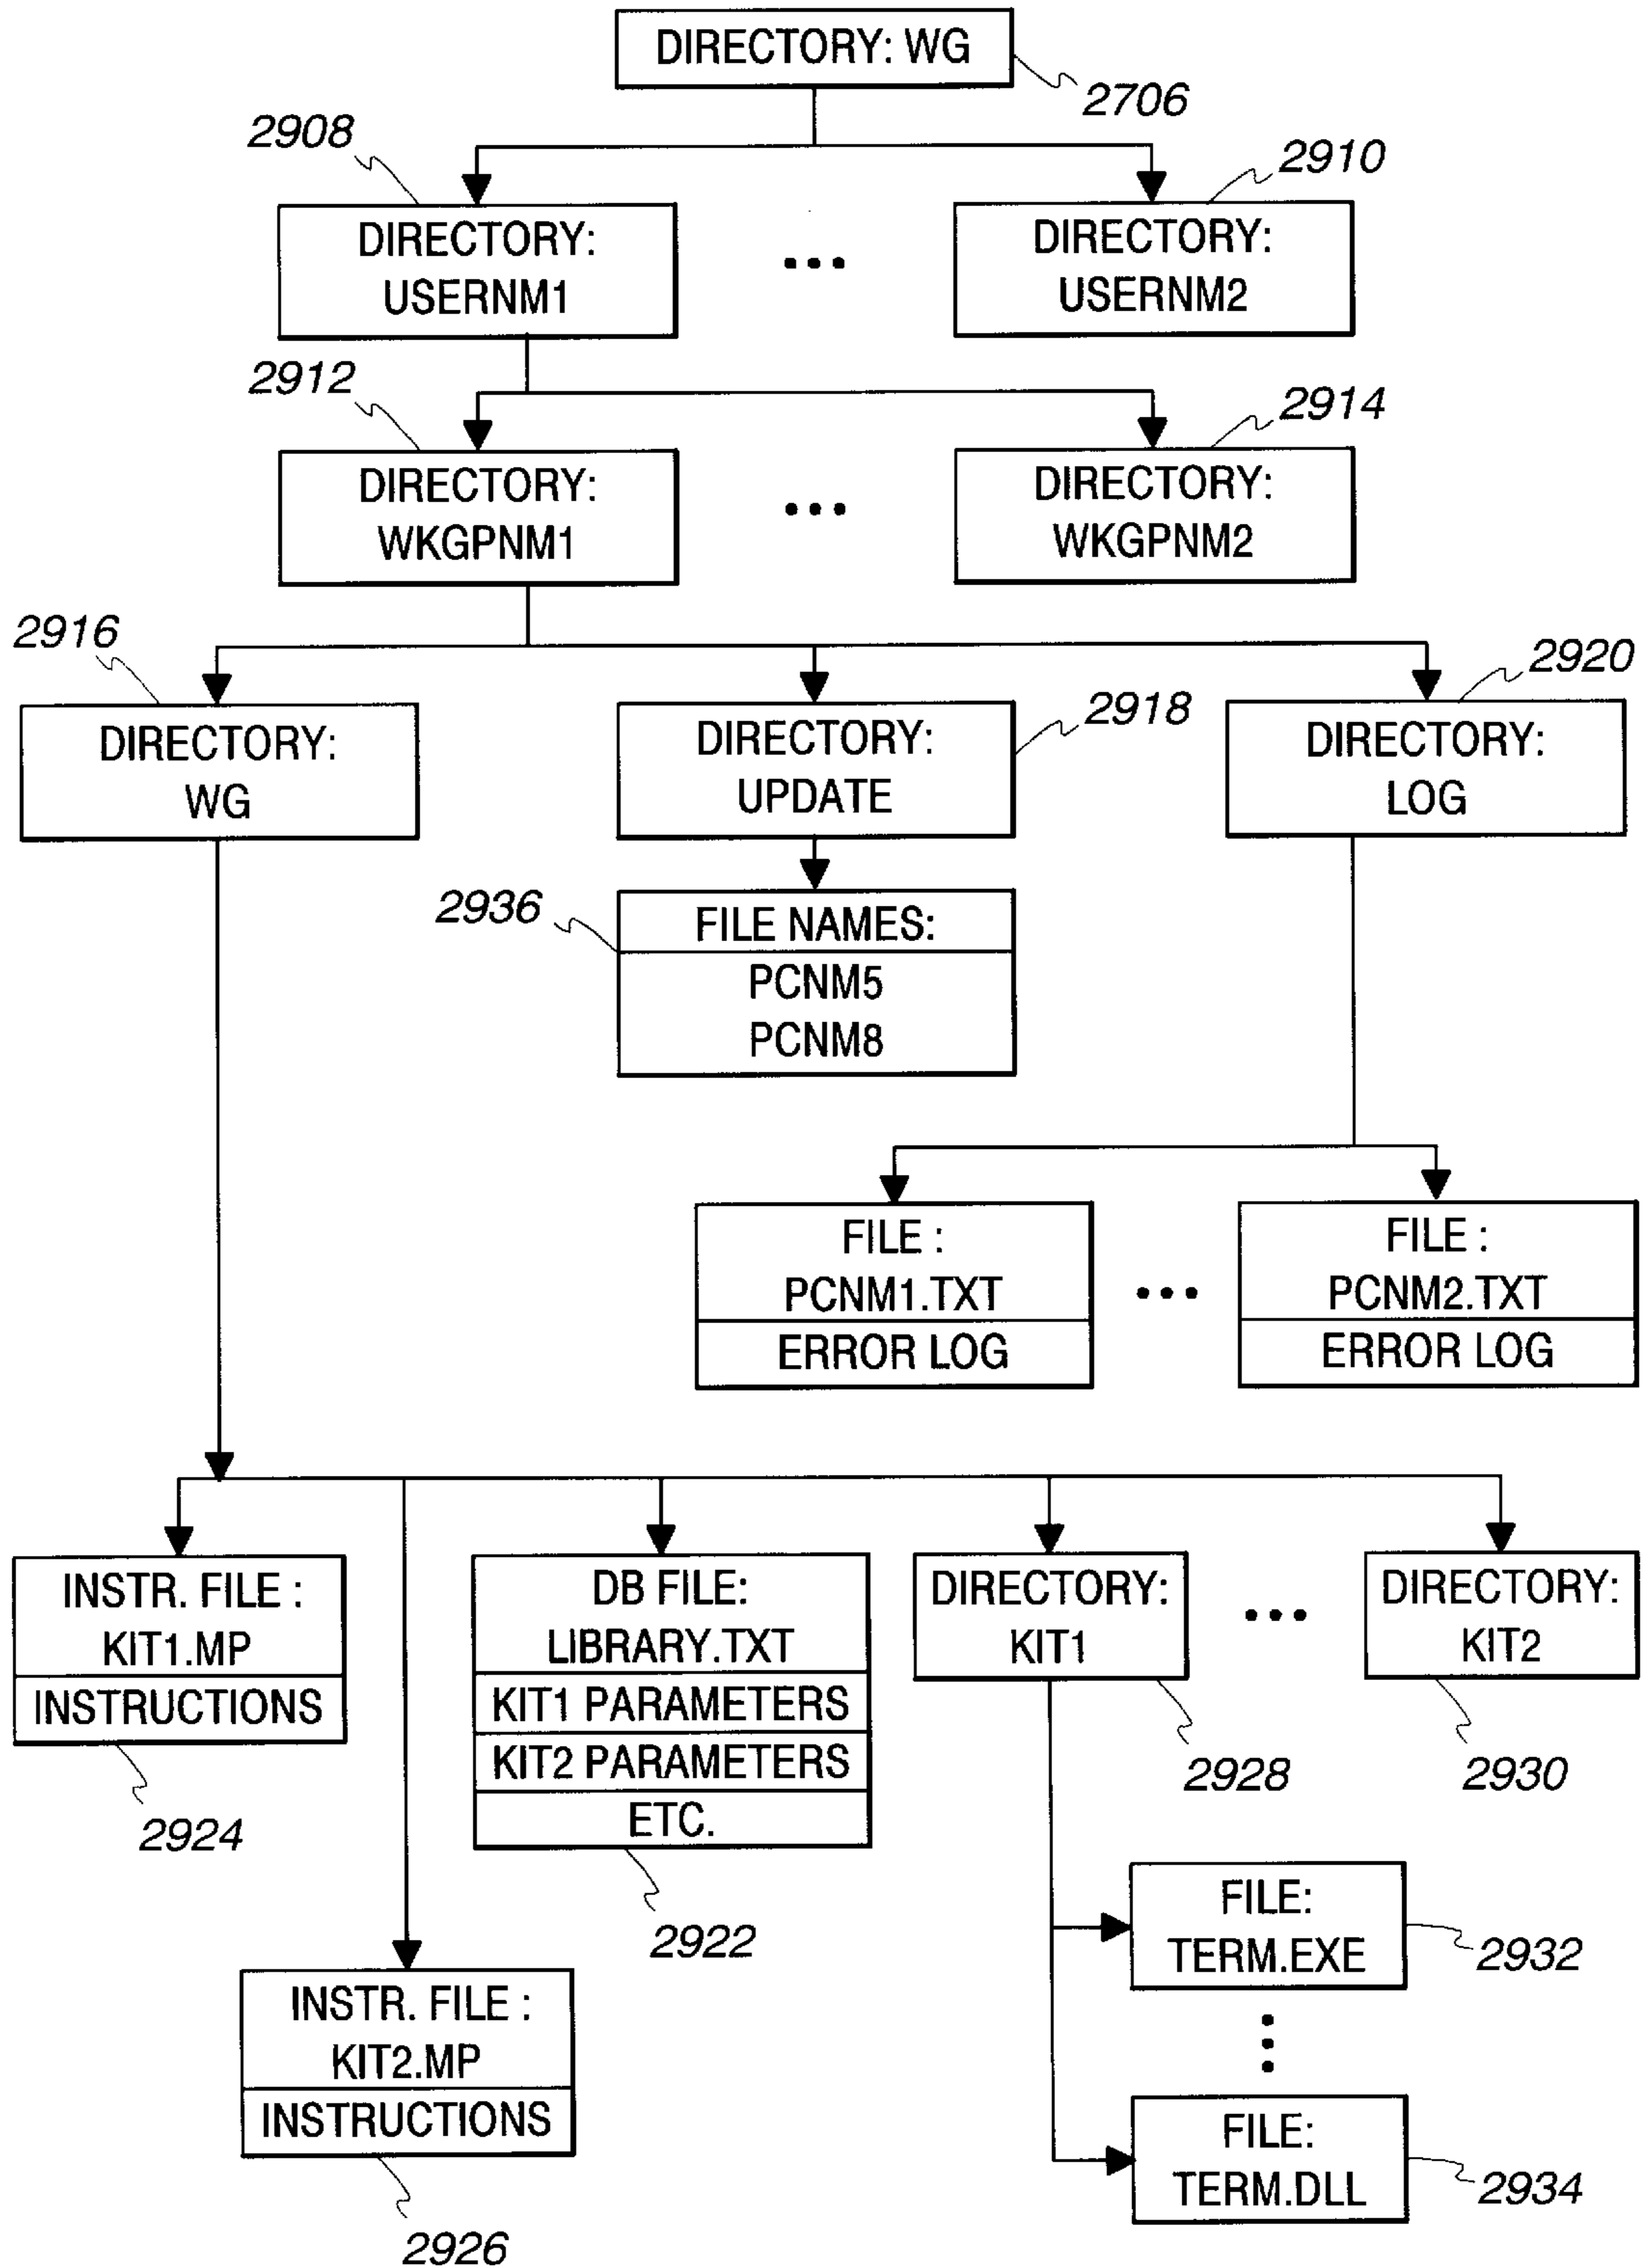 DIRECTORY: WG
2706
2908
2910
DIRECTORY:
USERNM1
DIRECTORY:
USERNM2
2912
2914
DIRECTORY:
WKGPNM1
DIRECTORY:
WKGPNM2
2916
2918
2920
DIRECTORY:
WG
DIRECTORY:
UPDATE
DIRECTORY:
LOG
2936
FILE NAMES:
PCNM5
PCNM8
FILE :
PCNM1.TXT
ERROR LOG
FILE :
PCNM2.TXT
ERROR LOG
INSTR. FILE :
KIT1.MP
INSTRUCTIONS
2924
DB FILE:
LIBRARY.TXT
KIT1 PARAMETERS
KIT2 PARAMETERS
ETC.
2922
DIRECTORY:
KIT1
2928
DIRECTORY:
KIT2
2930
FILE:
TERM.EXE
2932
INSTR. FILE :
KIT2.MP
INSTRUCTIONS
2926
FILE:
TERM.DLL
2934